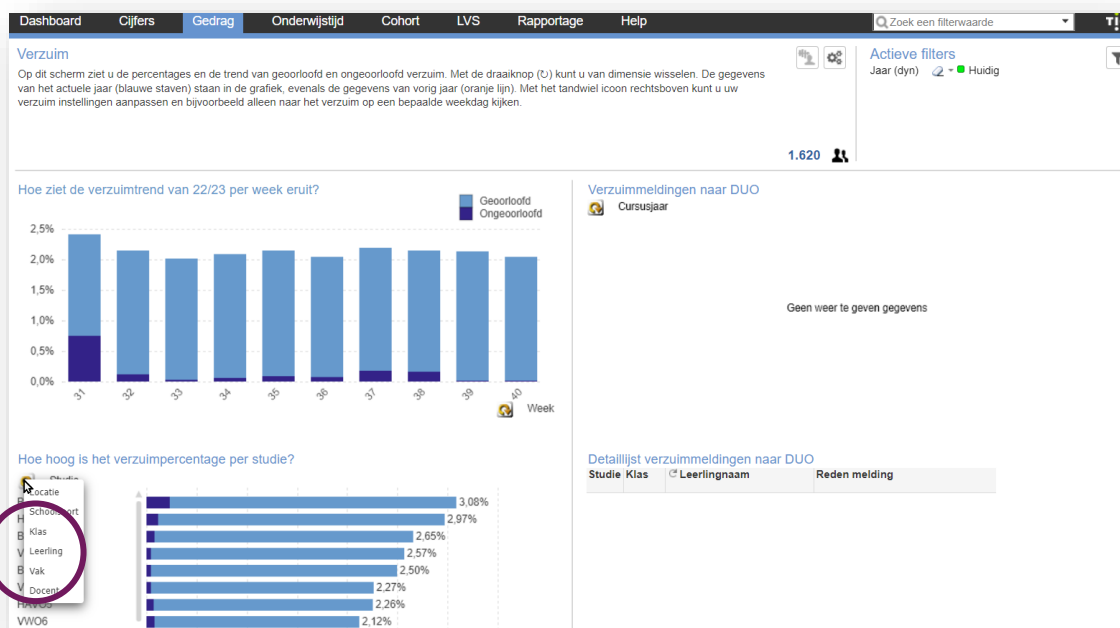 Dashboard Cijfers Gedrag Onderwijstijd Cohort LVS Rapportage Help Zoek een filterwaarde
Verzuim
Op dit scherm ziet u de percentages en de trend van georloofd en ongeoorloofd verzuim. Met de draaiknop (↻) kunt u van dimensie wisselen. De gegevens
van het actuele jaar (blauwe staven) staan in de grafiek, evenals de gegevens van vorig jaar (oranje lijn). Met het tandwiel icoon rechtsboven kunt u uw
verzuim instellingen aanpassen en bijvoorbeeld alleen naar het verzuim op een bepaalde weekdag kijken.
1.620
Actieve filters
Jaar (dyn) Huidig
Hoe ziet de verzuimtrend van 22/23 per week eruit?
Geoorloofd
Ongeoorloofd
2,5%
2,0%
1,5%
1,0%
0,5%
0,0%
31 32 33 34 35 36 37 38 39 40
Week
Verzuimmeldingen naar DUO
Cursusjaar
Geen weer te geven gegevens
Hoe hoog is het verzuimpercentage per studie?
Studie
Locatie
Schoolsoort
Klas
Leerling
Vak
Docent
3,08%
2,97%
2,65%
2,57%
2,50%
2,27%
HAVO5 2,26%
VWO6 2,12%
Detaillijst verzuimmeldingen naar DUO
Studie Klas Leerlingnaam Reden melding